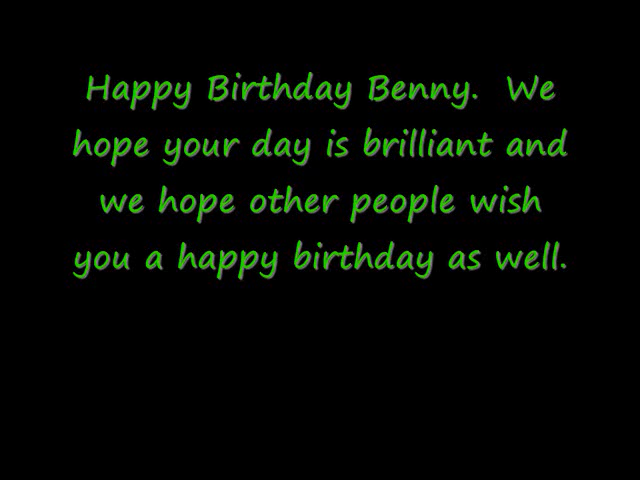 Happy Birthday Benny.  We
hope your day is brilliant and
we hope other people wish
you a happy birthday as well.